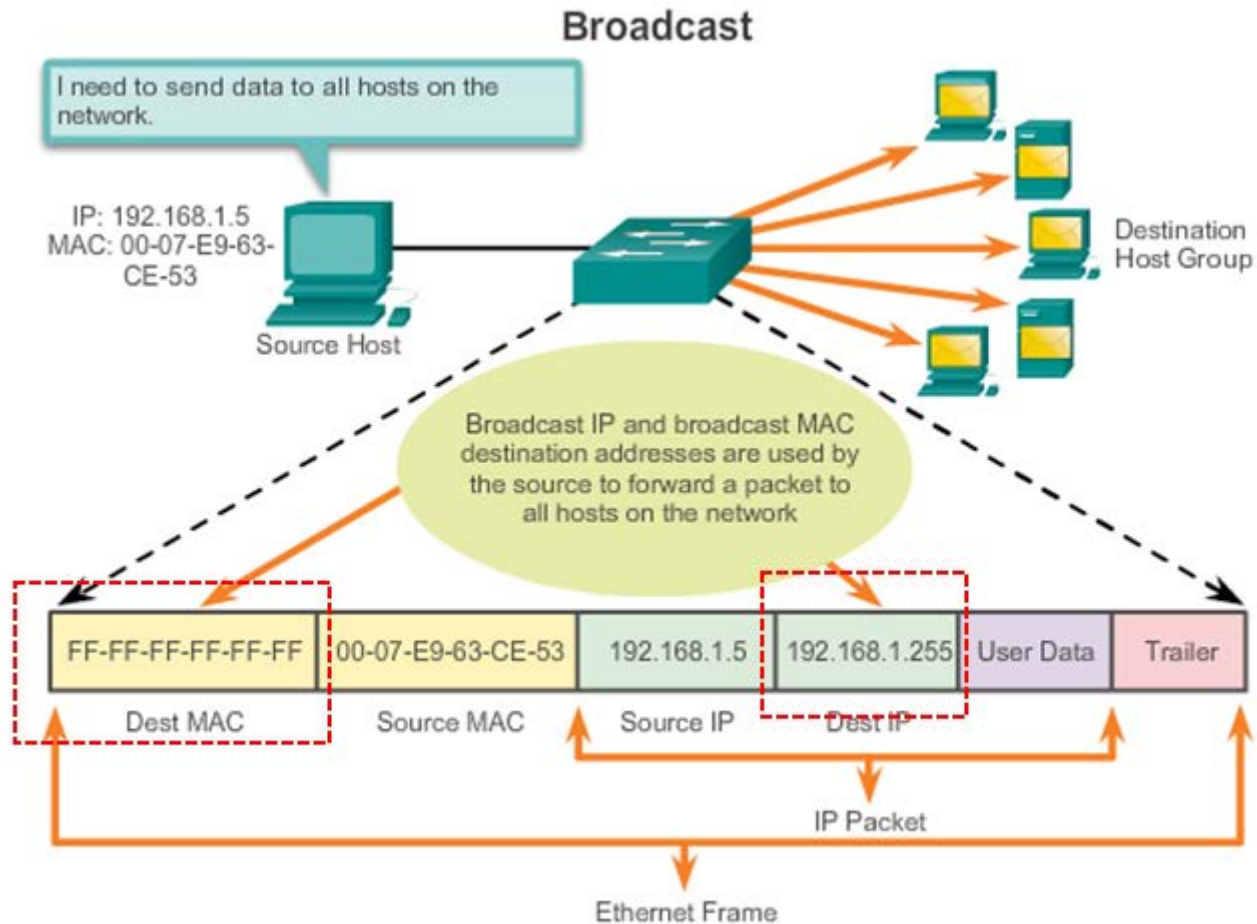 Broadcast
I need to send data to all hosts on the
network.
IP: 192.168.1.5
MAC: 00-07-E9-63-
CE-53
Source Host
Destination
Host Group
Broadcast IP and broadcast MAC
destination addresses are used by
the source to forward a packet to
all hosts on the network
FF-FF-FF-FF-FF-FF 00-07-E9-63-CE-53 192.168.1.5 192.168.1.255 User Data Trailer
Dest MAC Source MAC Source IP Dest IP
IP Packet
Ethernet Frame